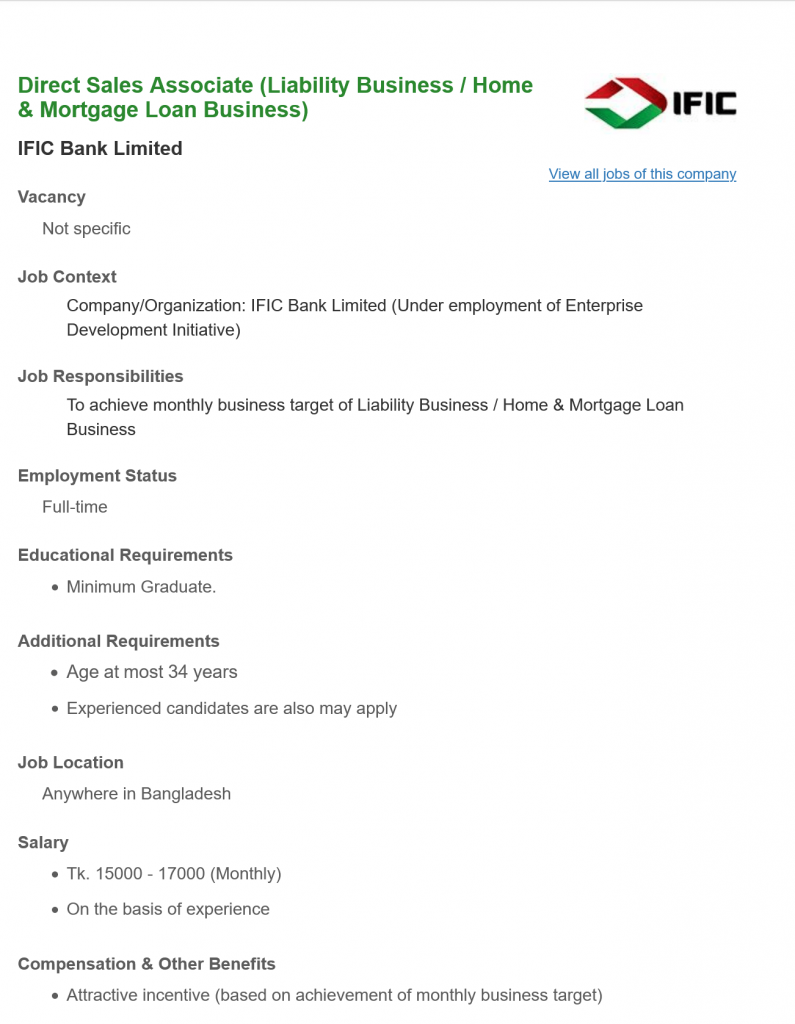 Direct Sales Associate (Liability Business / Home
& Mortgage Loan Business)
IFIC
IFIC Bank Limited
View all jobs of this company
Vacancy
Not specific
Job Context
Company/Organization: IFIC Bank Limited (Under employment of Enterprise
Development Initiative)
Job Responsibilities
To achieve monthly business target of Liability Business / Home & Mortgage Loan
Business
Employment Status
Full-time
Educational Requirements
• Minimum Graduate.
Additional Requirements
• Age at most 34 years
• Experienced candidates are also may apply
Job Location
Anywhere in Bangladesh
Salary
• Tk. 15000 - 17000 (Monthly)
• On the basis of experience
Compensation & Other Benefits
• Attractive incentive (based on achievement of monthly business target)